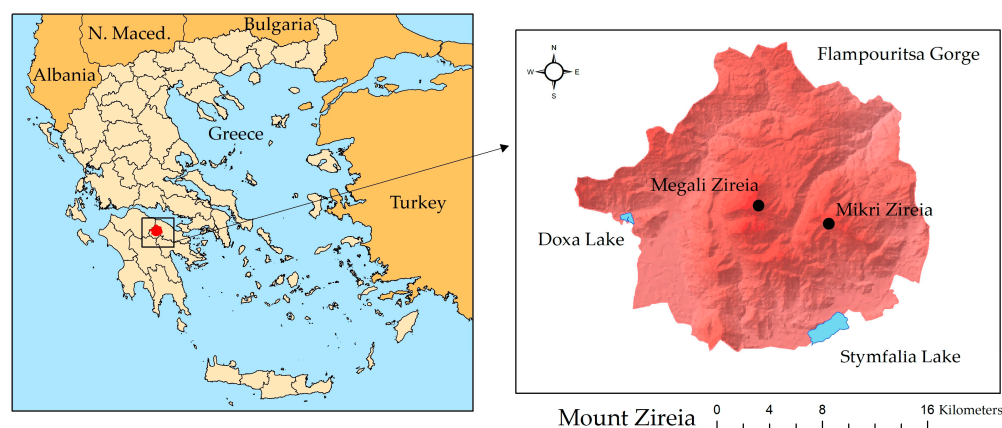 N. Maced.
Bulgaria
Albania
Greece
Turkey
N
W
E
S
Flampouritsa Gorge
Megali Zireia
Mikri Zireia
Doxa Lake
Stymfalia Lake
Mount Zireia
0 4 8 16 Kilometers